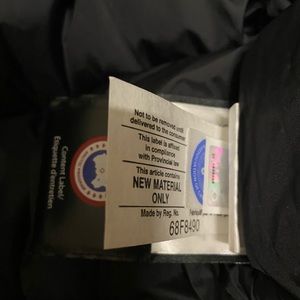 Content Label/
Étiquette d'entretien
Not to be removed until
delivered to the consumer
This label is affixed
in compliance
with Provincial law
This article contains
NEW MATERIAL
ONLY
Made by Reg. No.
68F8490